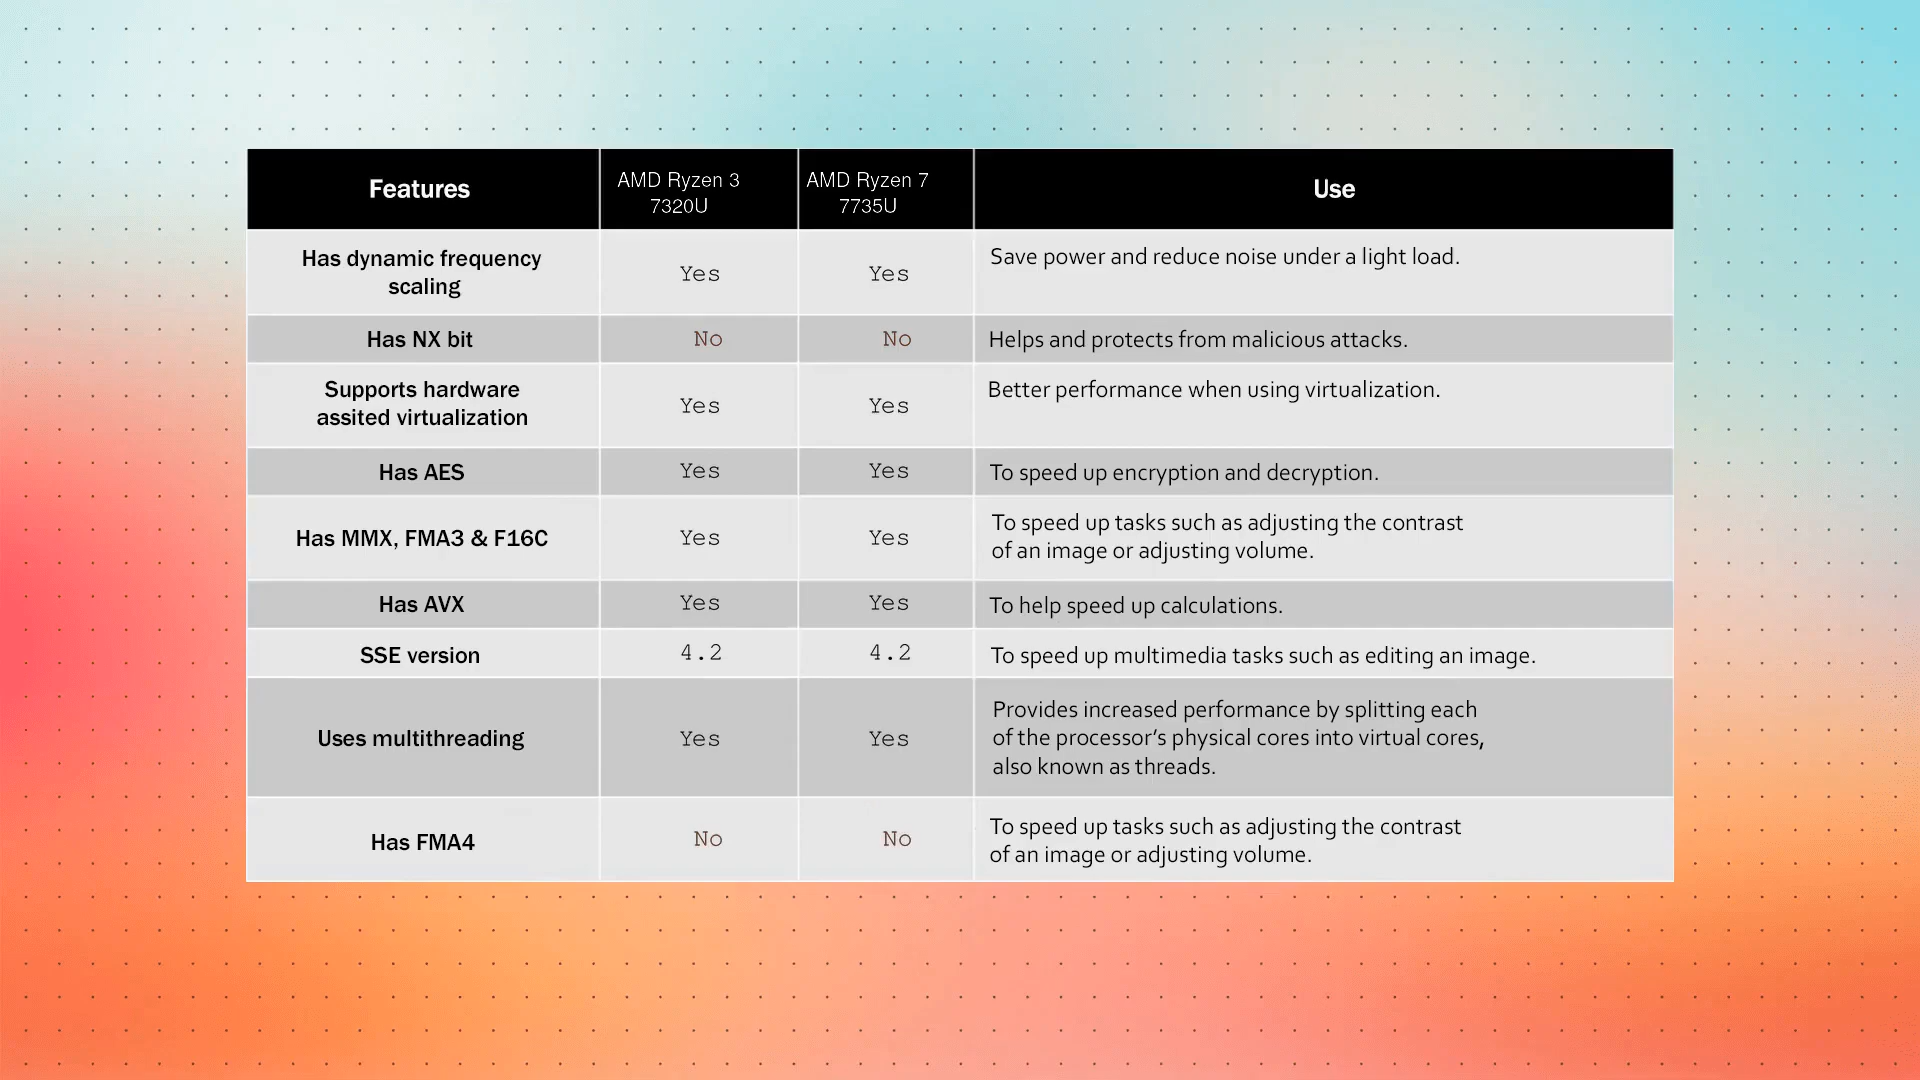 Features
AMD Ryzen 3
7320U
AMD Ryzen 7
7735U
Use
Has dynamic frequency
scaling
Yes
Yes
Save power and reduce noise under a light load.
Has NX bit
No
No
Helps and protects from malicious attacks.
Supports hardware
assited virtualization
Yes
Yes
Better performance when using virtualization.
Has AES
Yes
Yes
To speed up encryption and decryption.
Has MMX, FMA3 & F16C
Yes
Yes
To speed up tasks such as adjusting the contrast
of an image or adjusting volume.
Has AVX
Yes
Yes
To help speed up calculations.
SSE version
4.2
4.2
To speed up multimedia tasks such as editing an image.
Uses multithreading
Yes
Yes
Provides increased performance by splitting each
of the processor’s physical cores into virtual cores,
also known as threads.
Has FMA4
No
No
To speed up tasks such as adjusting the contrast
of an image or adjusting volume.